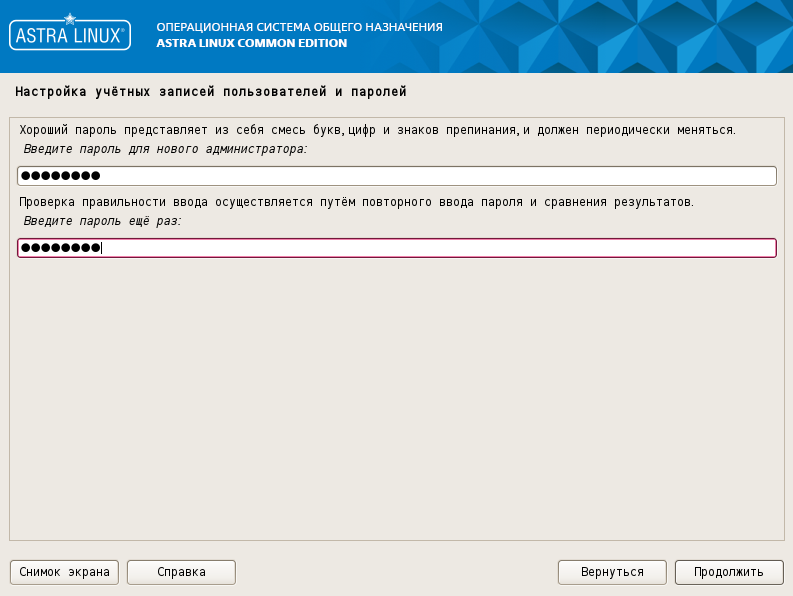 ASTRA LINUX®
ОПЕРАЦИОННАЯ СИСТЕМА ОБЩЕГО НАЗНАЧЕНИЯ
ASTRA LINUX COMMON EDITION
Настройка учётных записей пользователей и паролей
Хороший пароль представляет из себя смесь букв, цифр и знаков препинания, и должен периодически меняться.
Введите пароль для нового администратора:
●●●●●●●●
Проверка правильности ввода осуществляется путём повторного ввода пароля и сравнения результатов.
Введите пароль ещё раз:
●●●●●●●●
Снимок экрана Справка Вернуться Продолжить